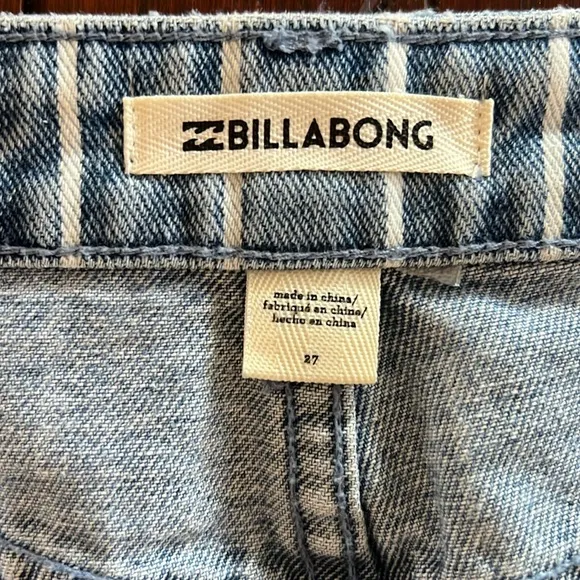 BILLABONG
made in china/
fabriqué en chine/
hecho en china
27